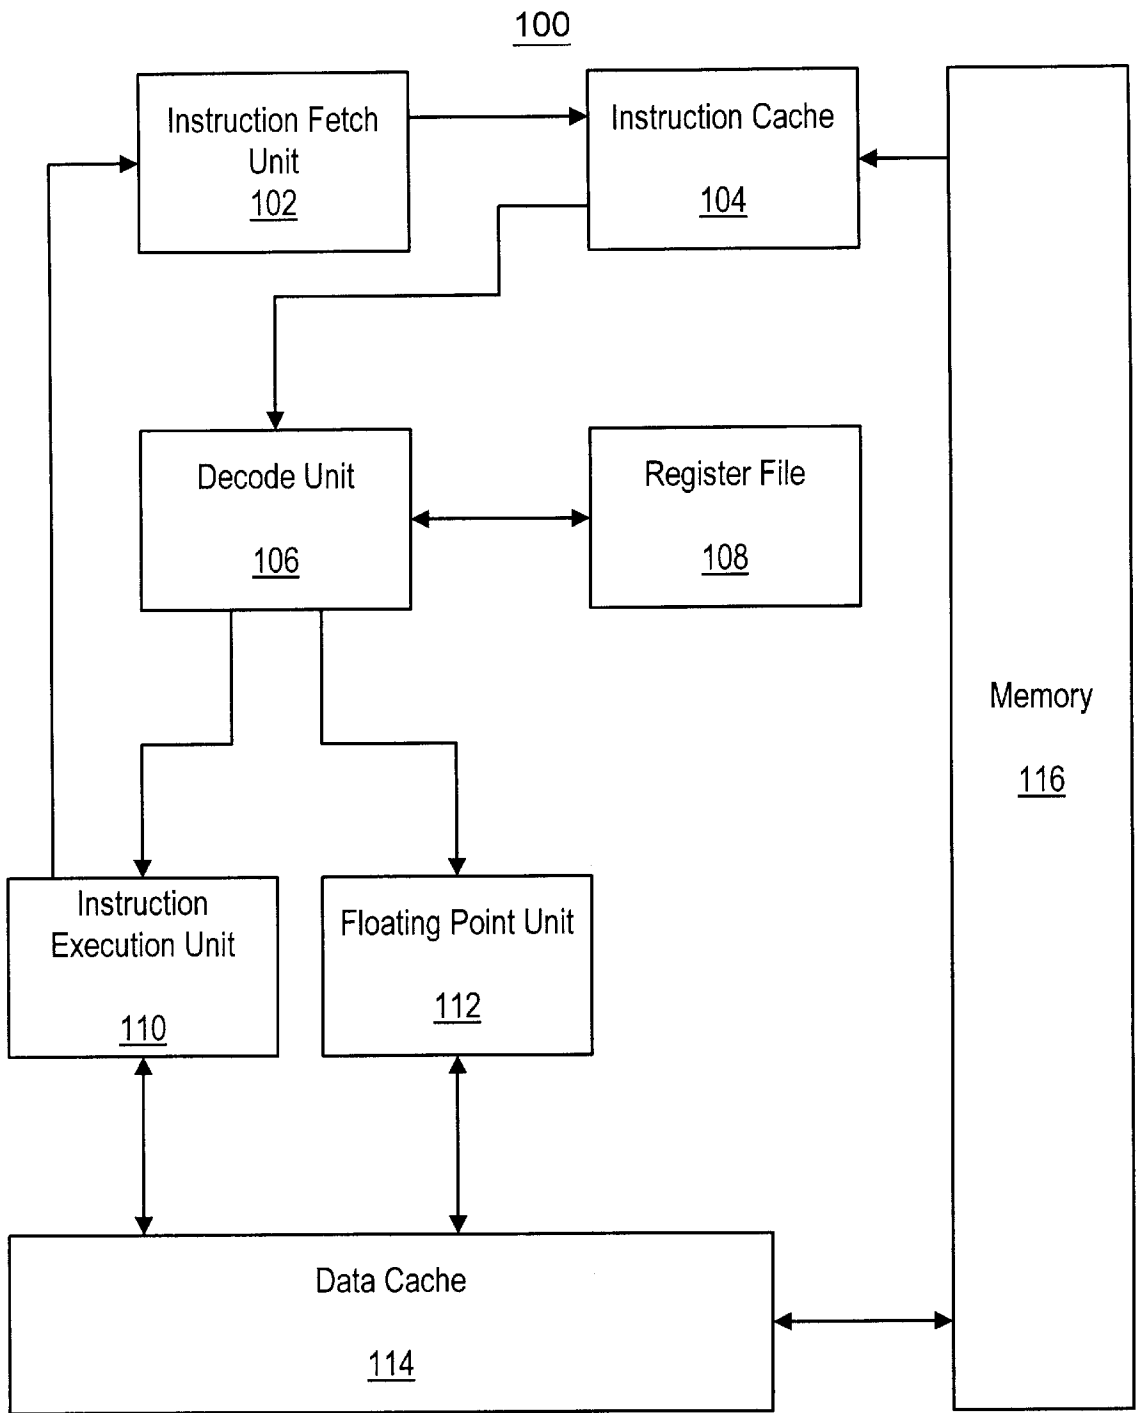 100
Instruction Fetch
Unit
102
Instruction Cache
104
Decode Unit
106
Register File
108
Memory
116
Instruction
Execution Unit
110
Floating Point Unit
112
Data Cache
114